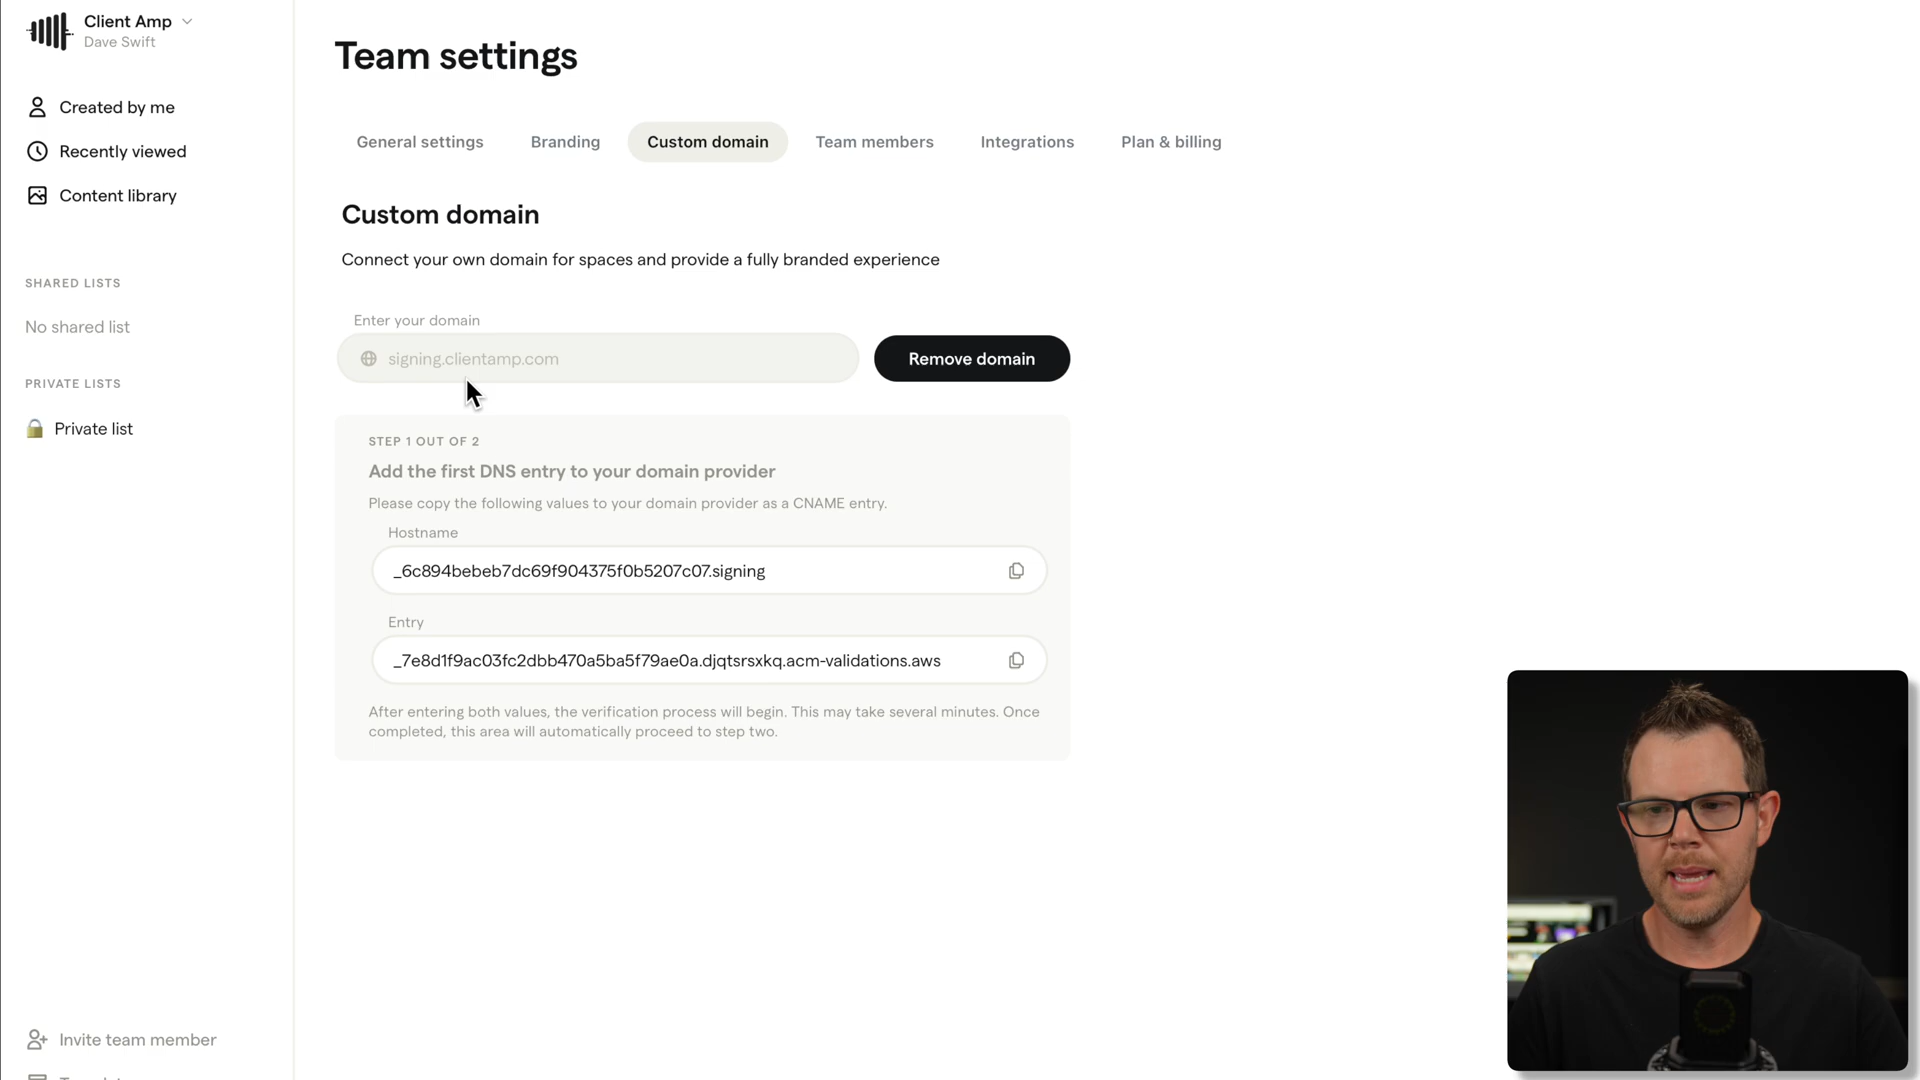 Client Amp
Dave Swift
Created by me
Recently viewed
Content library
SHARED LISTS
No shared list
PRIVATE LISTS
Private list
Invite team member
Team settings
General settings
Branding
Custom domain
Team members
Integrations
Plan & billing
Custom domain
Connect your own domain for spaces and provide a fully branded experience
Enter your domain
signing.clientamp.com
Remove domain
STEP 1 OUT OF 2
Add the first DNS entry to your domain provider
Please copy the following values to your domain provider as a CNAME entry.
Hostname
_6c894bebeb7dc69f904375f0b5207c07.signing
Entry
_7e8d1f9ac03fc2dbb470a5ba5f79ae0a.djqtsrsxkq.acm-validations.aws
After entering both values, the verification process will begin. This may take several minutes. Once
completed, this area will automatically proceed to step two.